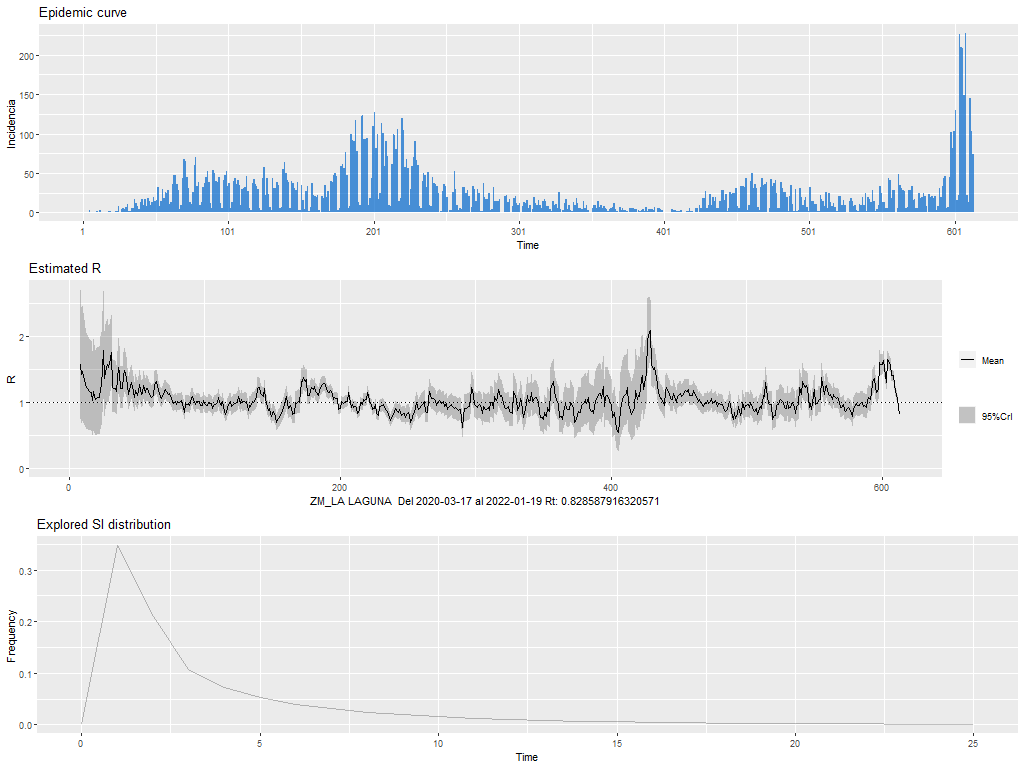 Epidemic curve
Incidencia
200
150
100
50
0
1 101 201 301 401 501 601
Time
Estimated R
R
2
1
0
0 200 400 600
ZM_LA LAGUNA Del 2020-03-17 al 2022-01-19 Rt: 0.828587916320571
Mean
95%CrI
Explored SI distribution
Frequency
0.3
0.2
0.1
0.0
0 5 10 15 20 25
Time